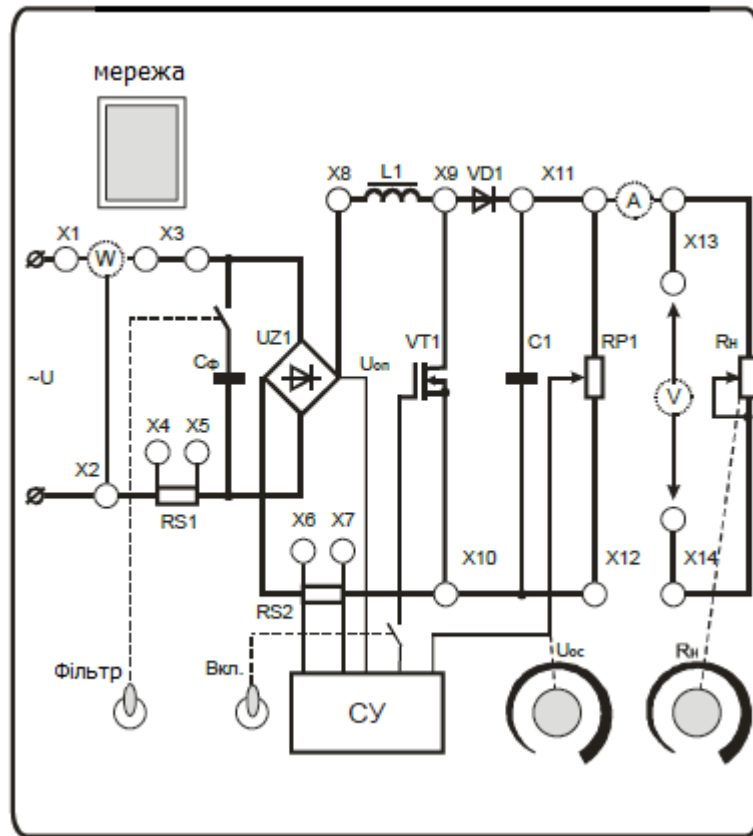 мережа
X8 L1 X9 VD1 X11
A
X1 X3
W
X13
UZ1 Uоп VT1 C1 RP1 Rн
Cф
~U
V
X4 X5
X2
RS1 X6 X7
X10 X12 X14
RS2
Uос Rн
Фільтр Вкл.
СУ